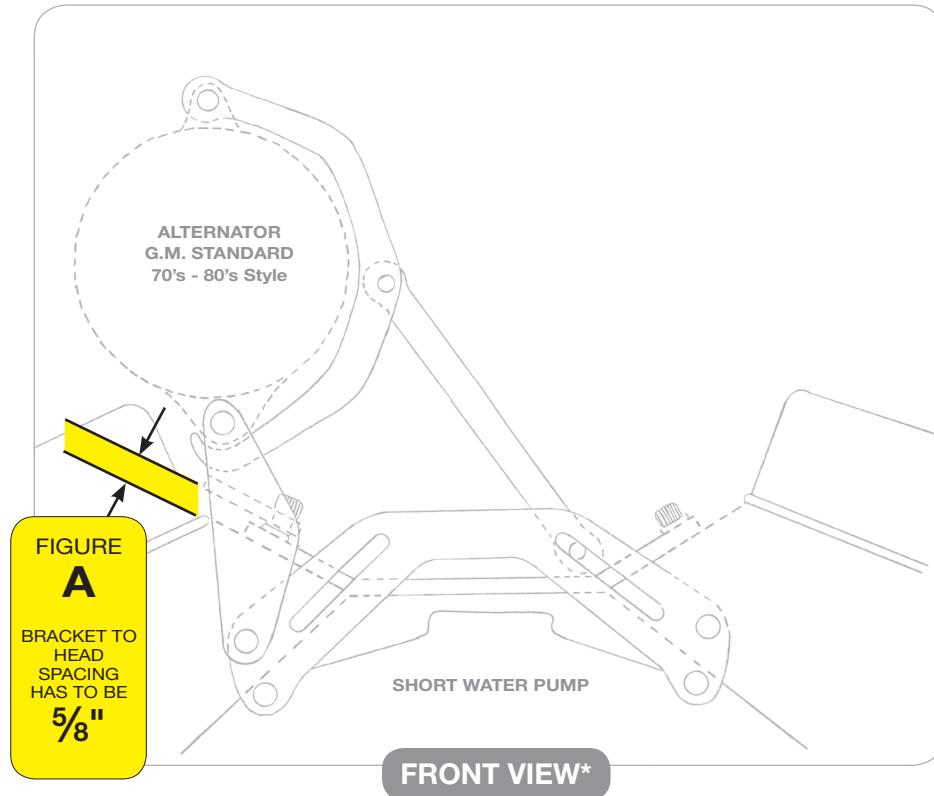 ALTERNATOR
G.M. STANDARD
70's - 80's Style
FIGURE
A
BRACKET TO
HEAD
SPACING
HAS TO BE
5/8"
SHORT WATER PUMP
FRONT VIEW*